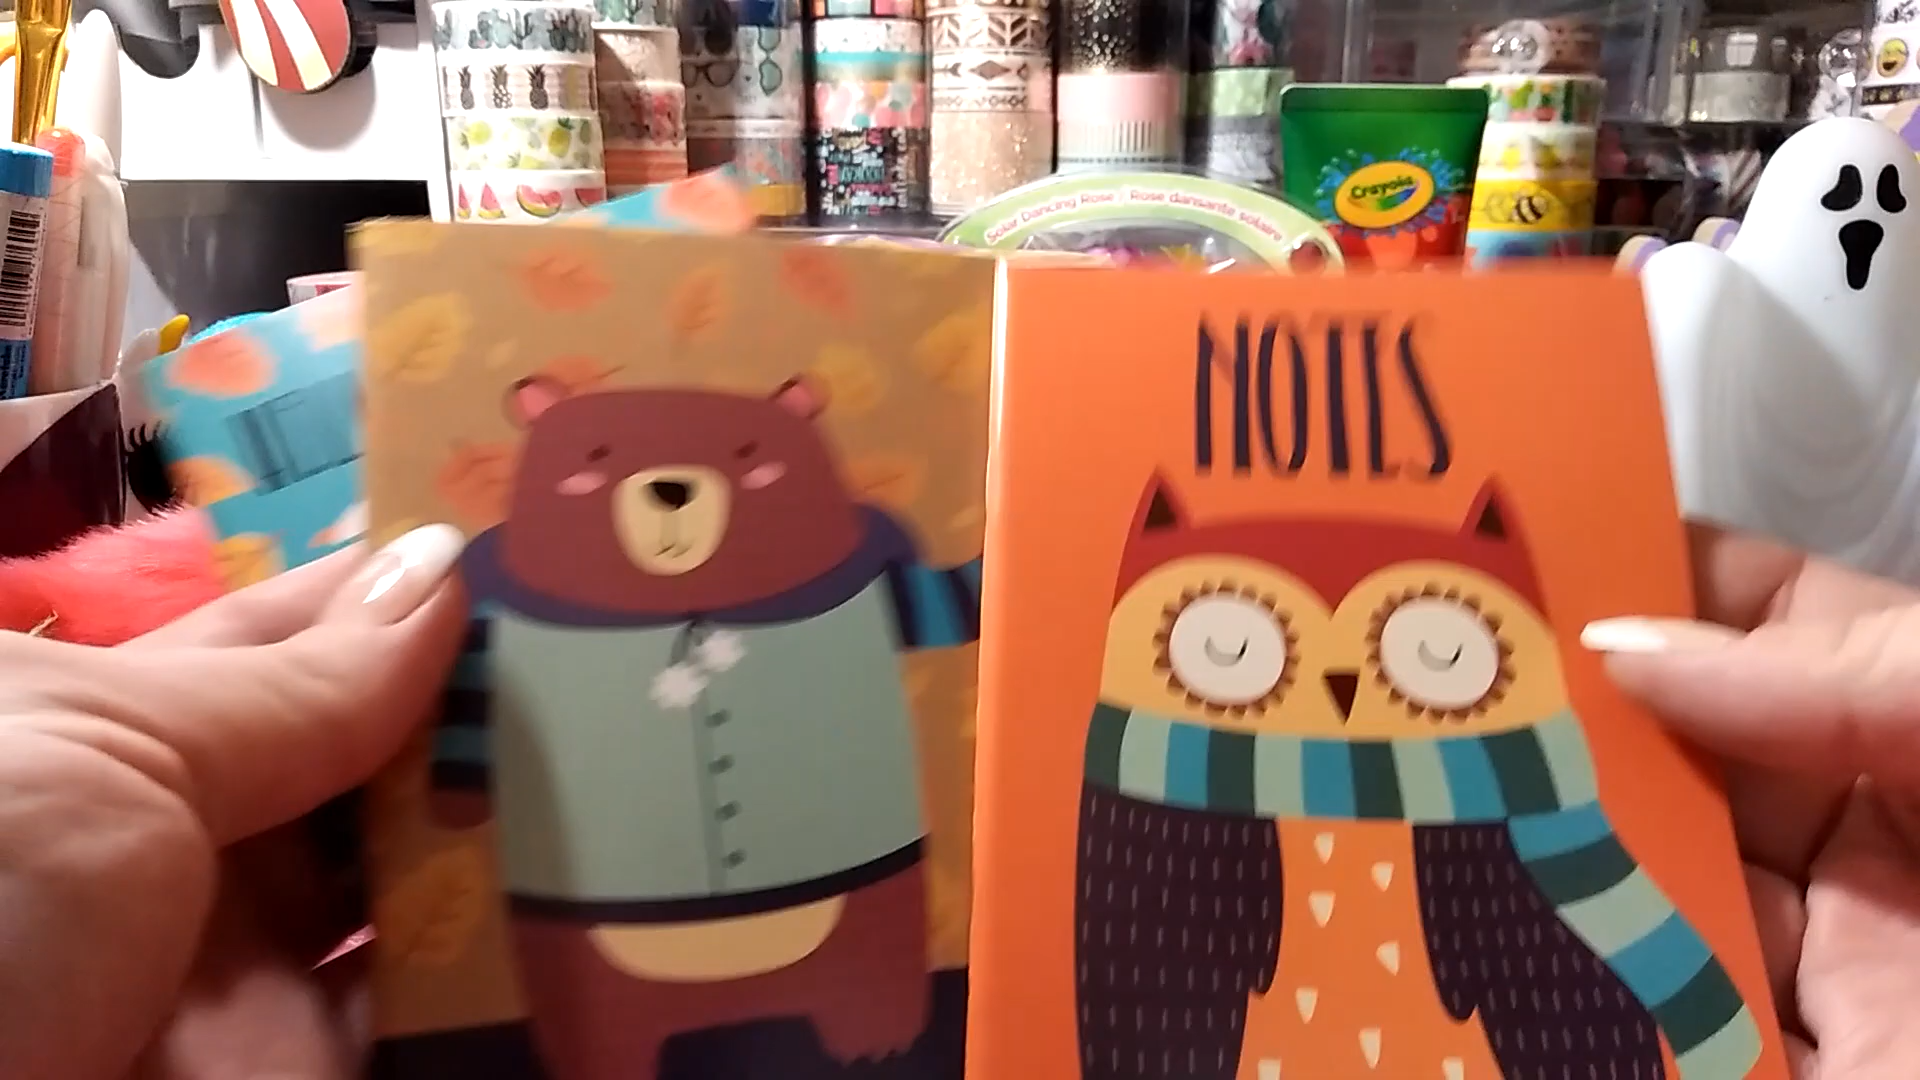 Solar Dancing Rose | Rose dansante solaire
Crayola
NOTES